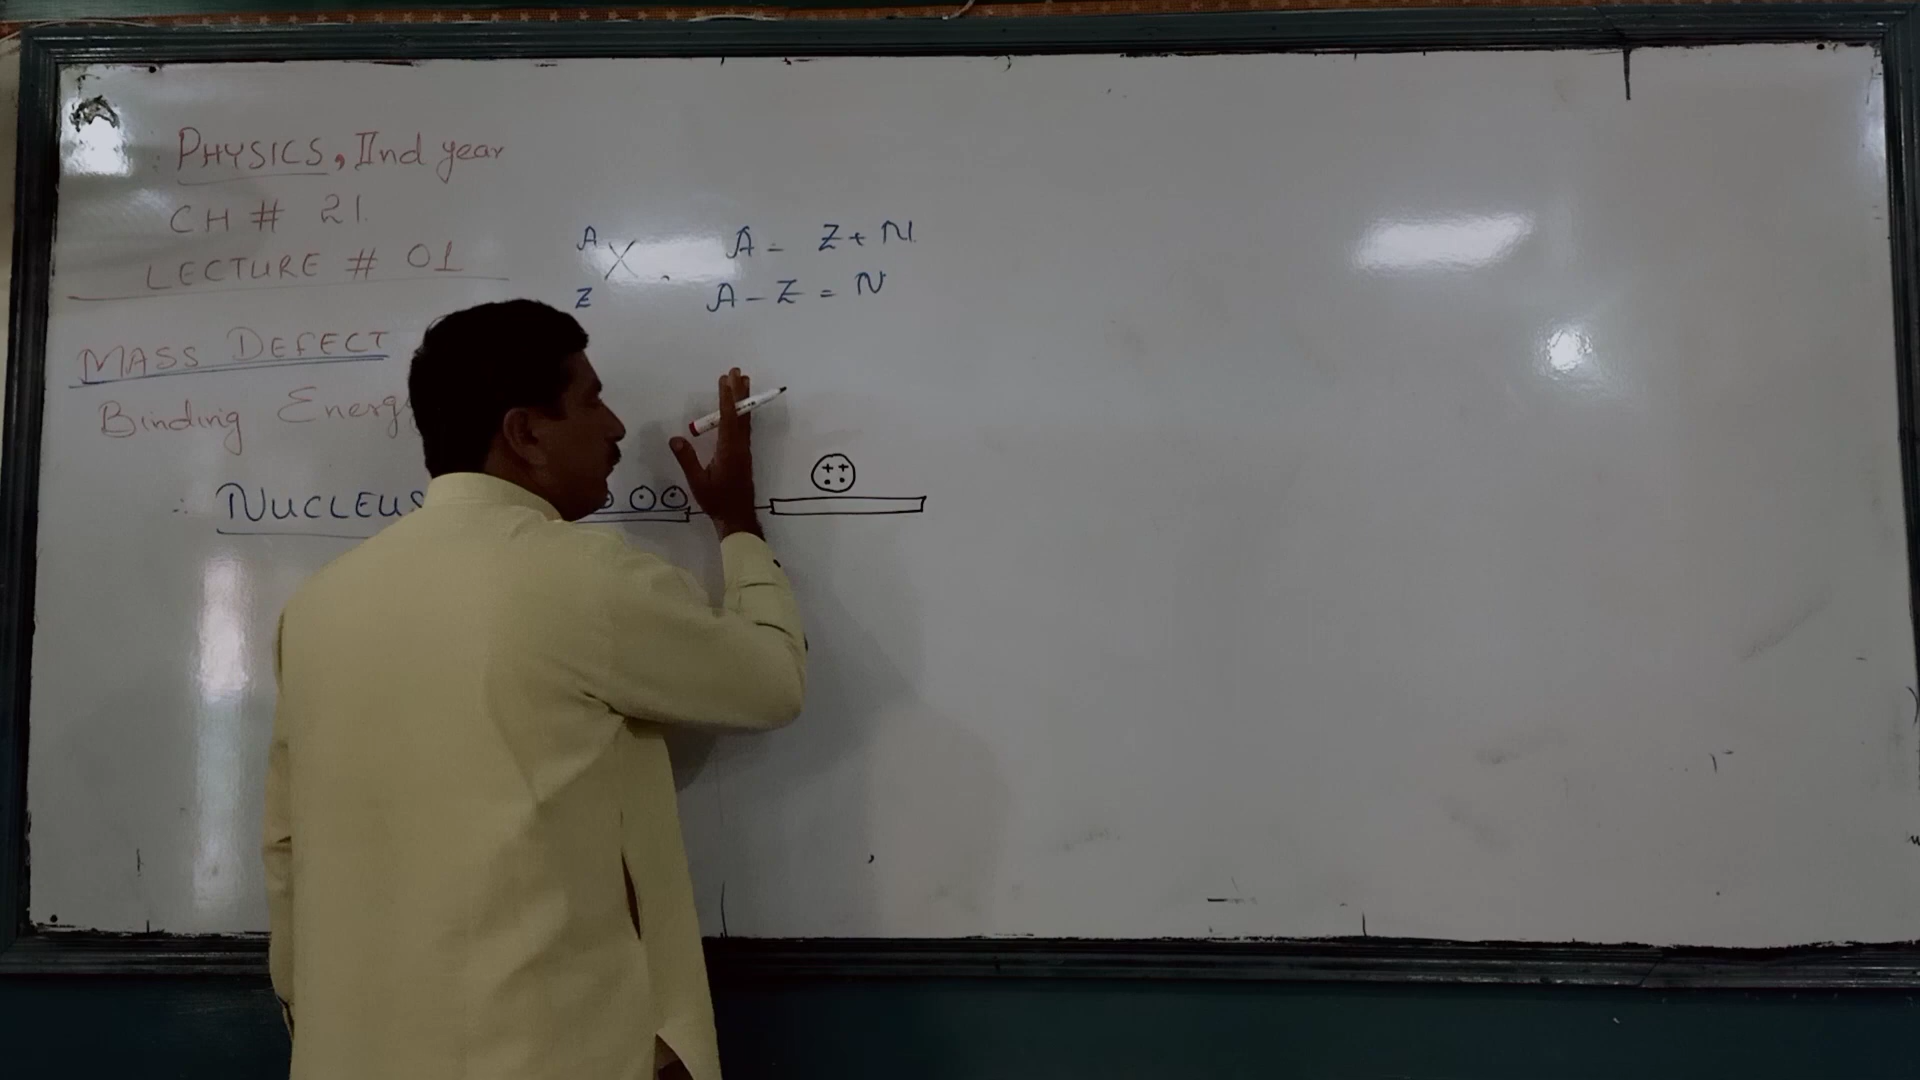 PHYSICS, IInd year
CH # 21.
LECTURE # 01
A
X
Z
A = Z + N
A - Z = N
MASS DEFECT
Binding Energy
∴ NUCLEUS
++